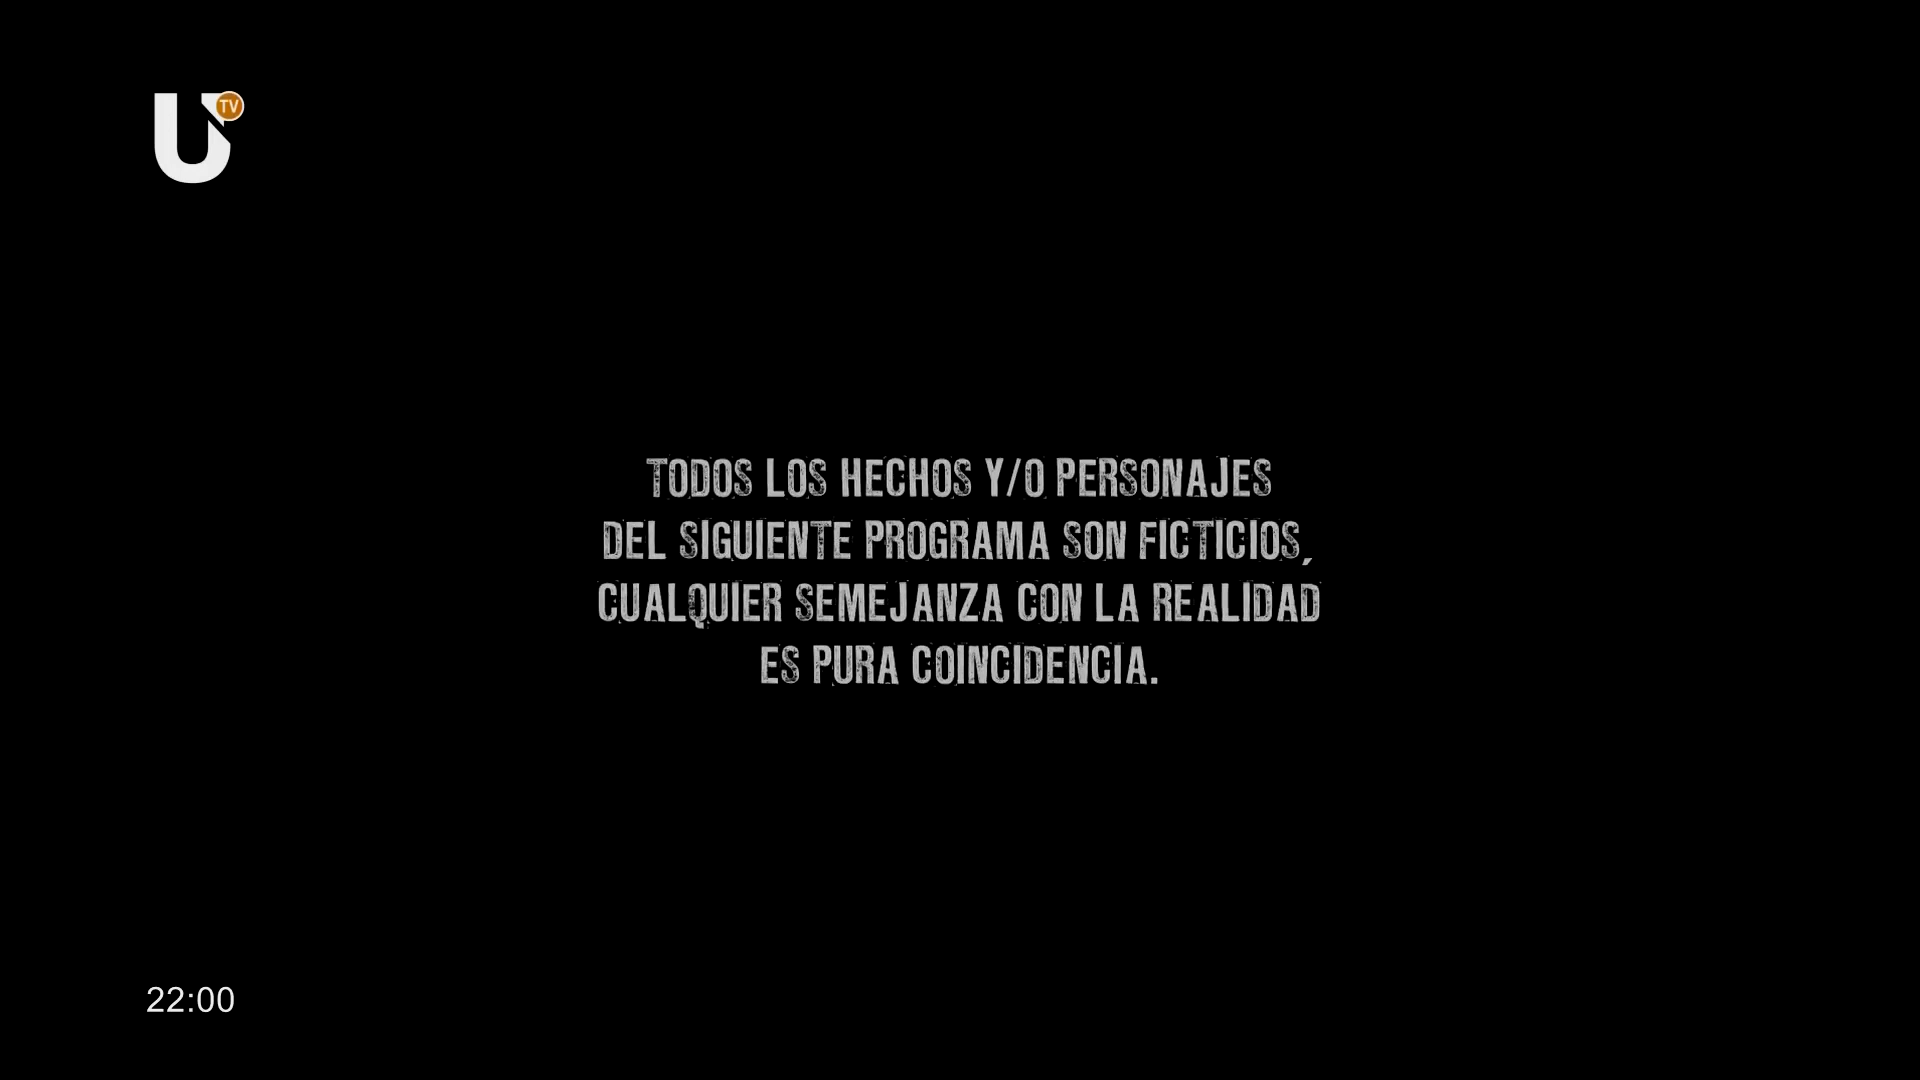 U TV
TODOS LOS HECHOS Y/O PERSONAJES
DEL SIGUIENTE PROGRAMA SON FICTICIOS,
CUALQUIER SEMEJANZA CON LA REALIDAD
ES PURA COINCIDENCIA.
22:00